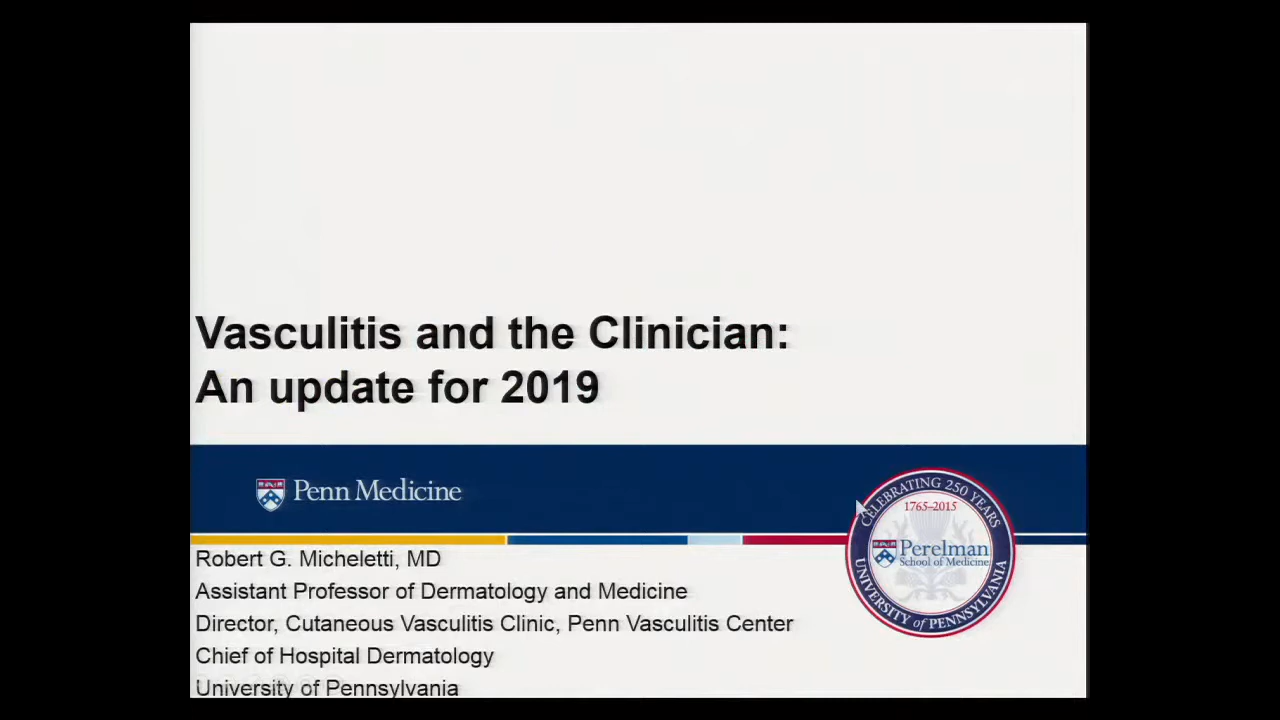 Vasculitis and the Clinician:
An update for 2019
Penn Medicine
CELEBRATING 250 YEARS
1765–2015
Perelman
School of Medicine
UNIVERSITY of PENNSYLVANIA
Robert G. Micheletti, MD
Assistant Professor of Dermatology and Medicine
Director, Cutaneous Vasculitis Clinic, Penn Vasculitis Center
Chief of Hospital Dermatology
University of Pennsylvania